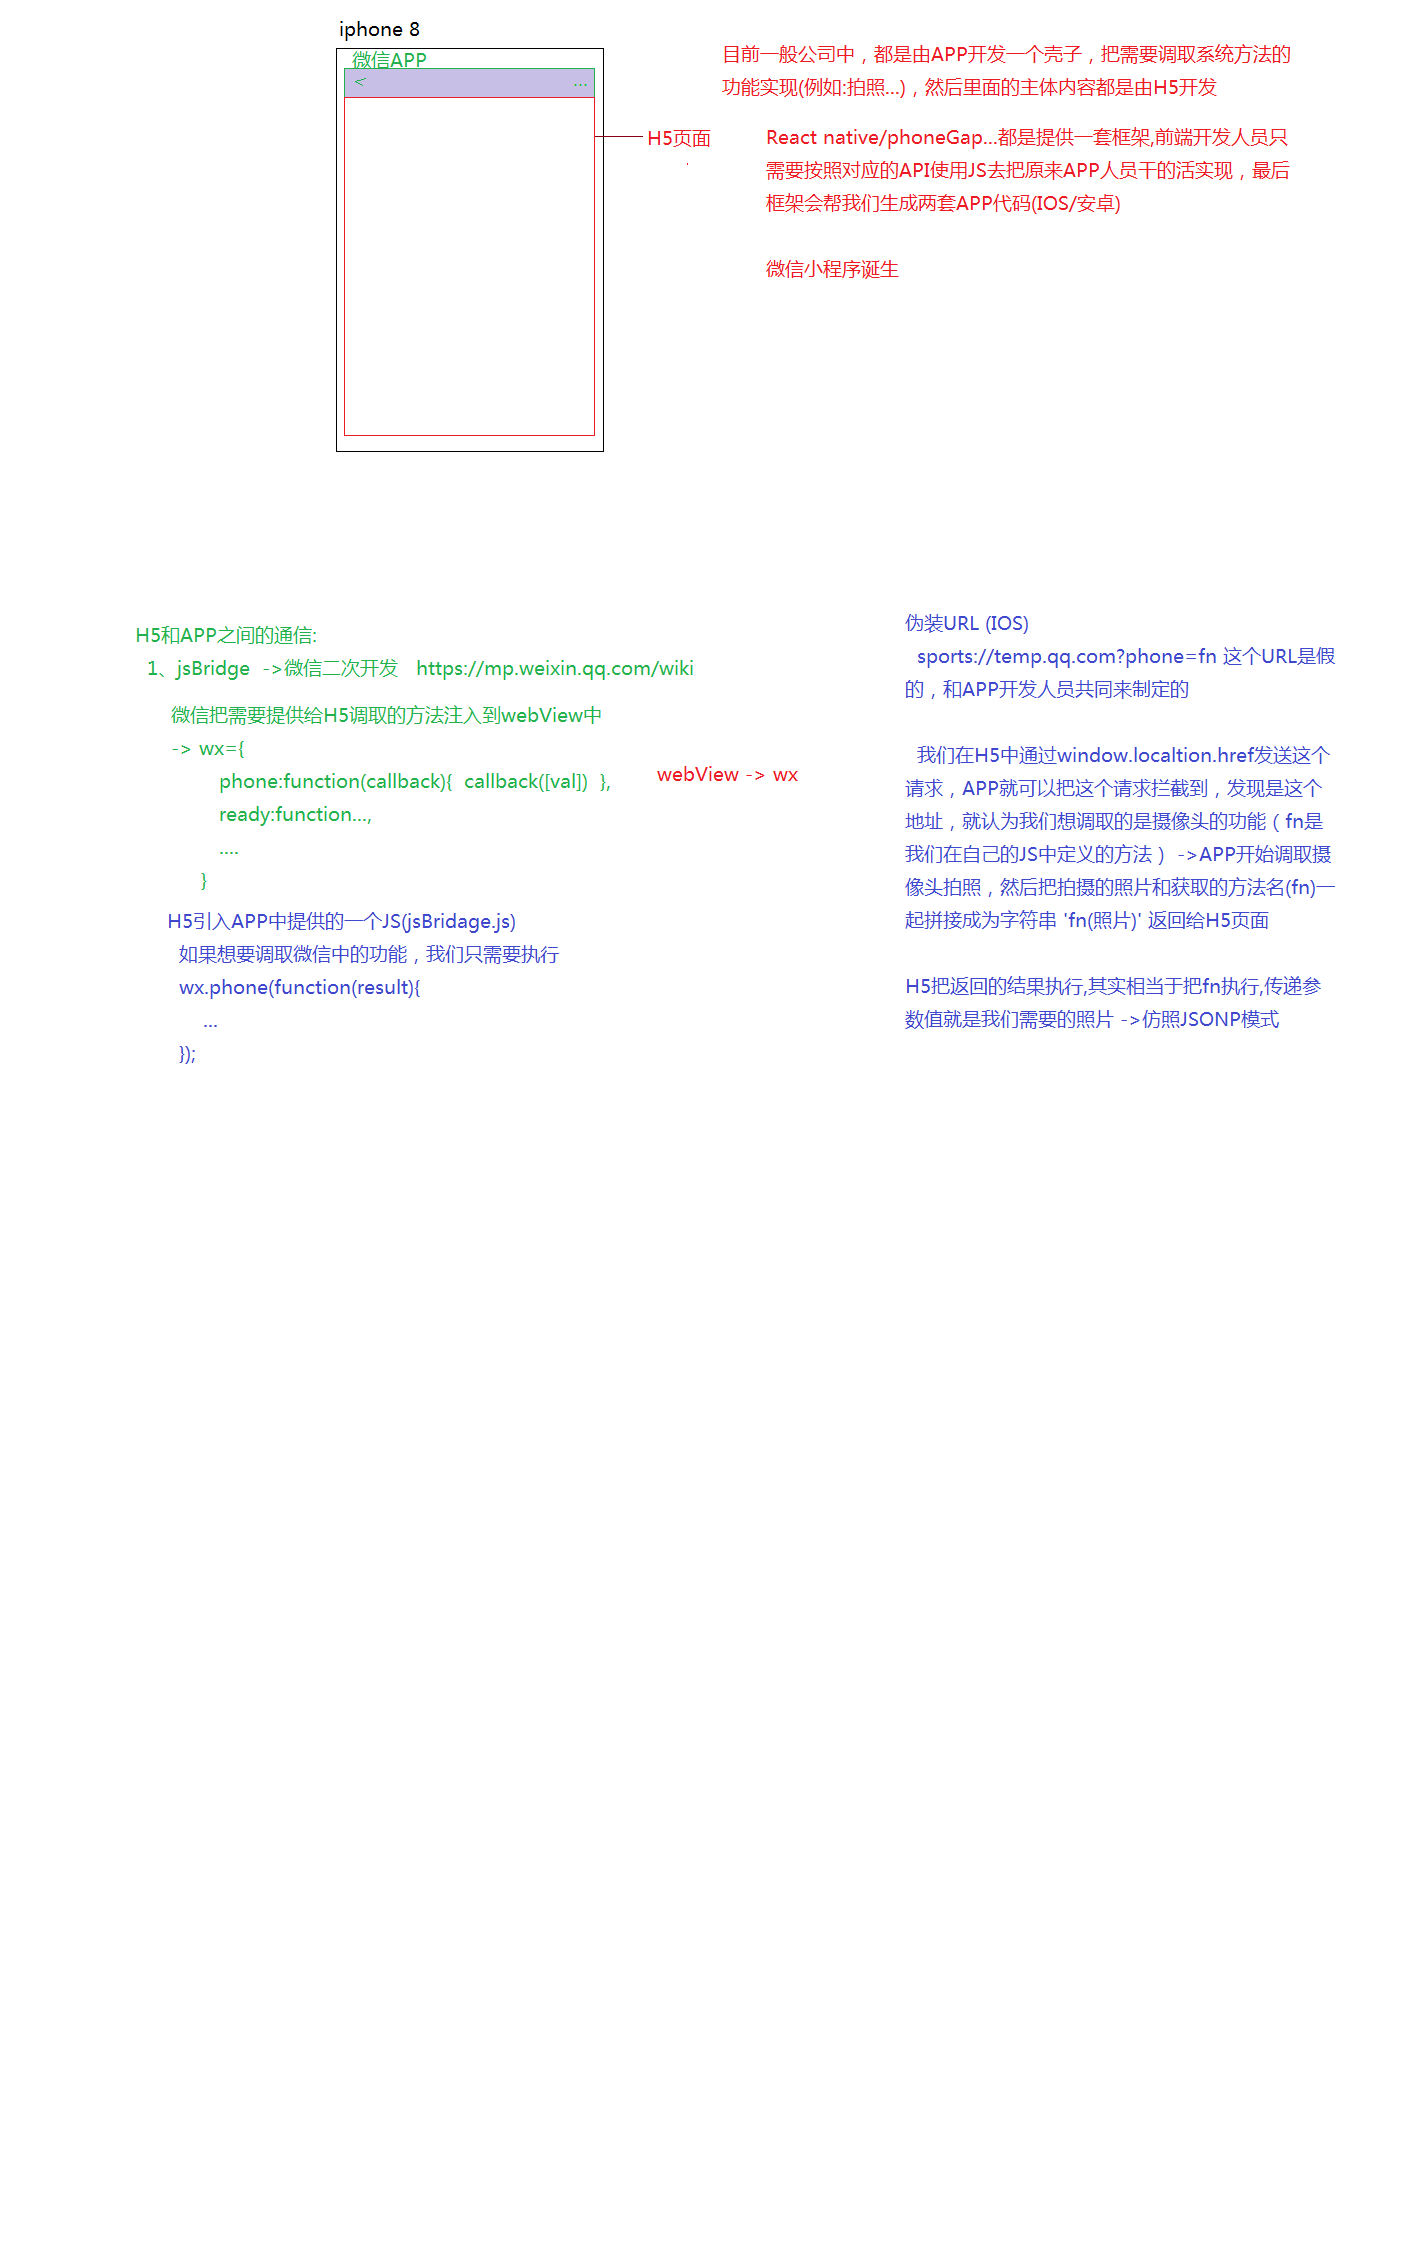 iphone 8
微信APP
< ...
H5页面
目前一般公司中，都是由APP开发一个壳子，把需要调取系统方法的
功能实现(例如:拍照...)，然后里面的主体内容都是由H5开发
React native/phoneGap...都是提供一套框架,前端开发人员只
需要按照对应的API使用JS去把原来APP人员干的活实现，最后
框架会帮我们生成两套APP代码(IOS/安卓)
微信小程序诞生
H5和APP之间的通信:
1、jsBridge ->微信二次开发 https://mp.weixin.qq.com/wiki
微信把需要提供给H5调取的方法注入到webView中
-> wx={
phone:function(callback){ callback([val]) },
ready:function...,
....
}
webView -> wx
H5引入APP中提供的一个JS(jsBridage.js)
如果想要调取微信中的功能，我们只需要执行
wx.phone(function(result){
...
});
伪装URL (IOS)
sports://temp.qq.com?phone=fn 这个URL是假
的，和APP开发人员共同来制定的
我们在H5中通过window.localtion.href发送这个
请求，APP就可以把这个请求拦截到，发现是这个
地址，就认为我们想调取的是摄像头的功能（fn是
我们在自己的JS中定义的方法） ->APP开始调取摄
像头拍照，然后把拍摄的照片和获取的方法名(fn)一
起拼接成为字符串 'fn(照片)' 返回给H5页面
H5把返回的结果执行,其实相当于把fn执行,传递参
数值就是我们需要的照片 ->仿照JSONP模式